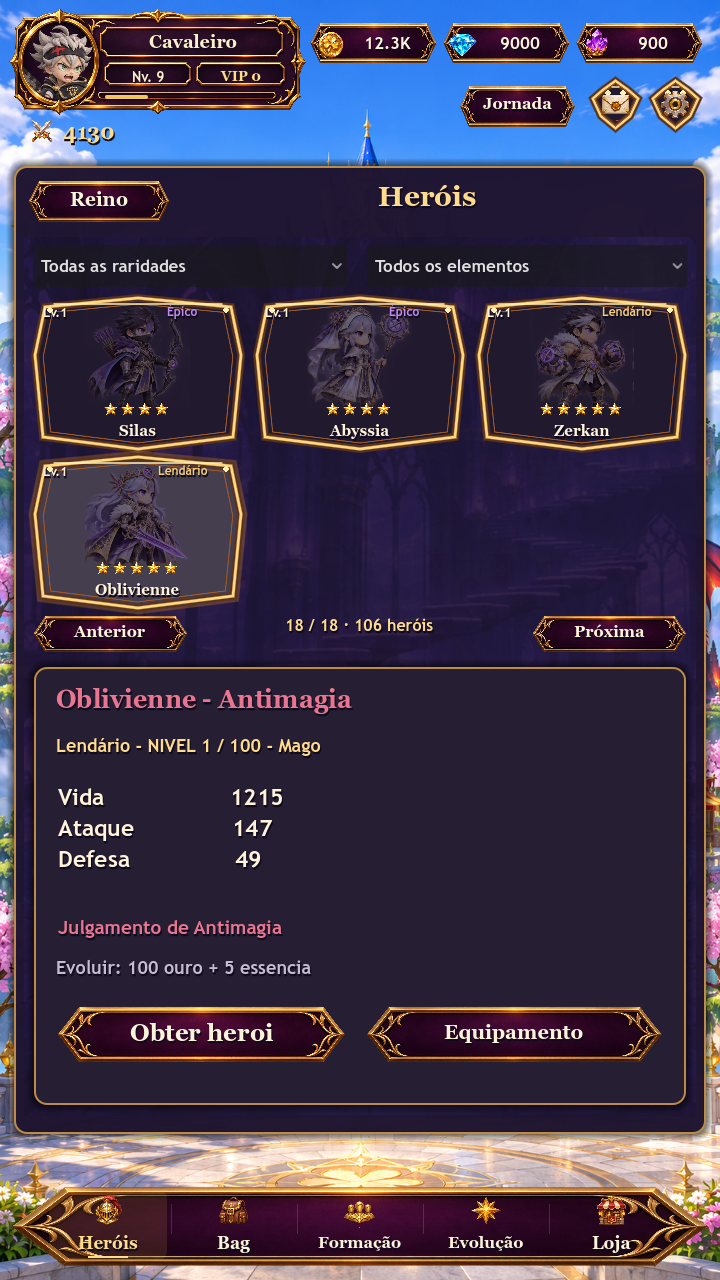 Cavaleiro
Nv. 9
VIP 0
12.3K
9000
900
Jornada
4130
Reino
Heróis
Todas as raridades
Todos os elementos
Lv.1
Épico
Silas
Lv.1
Épico
Abyssia
Lv.1
Lendário
Zerkan
Lv.1
Lendário
Oblivienne
Anterior
18 / 18 · 106 heróis
Próxima
Oblivienne - Antimagia
Lendário - NIVEL 1 / 100 - Mago
Vida 1215
Ataque 147
Defesa 49
Julgamento de Antimagia
Evoluir: 100 ouro + 5 essencia
Obter heroi
Equipamento
Heróis
Bag
Formação
Evolução
Loja